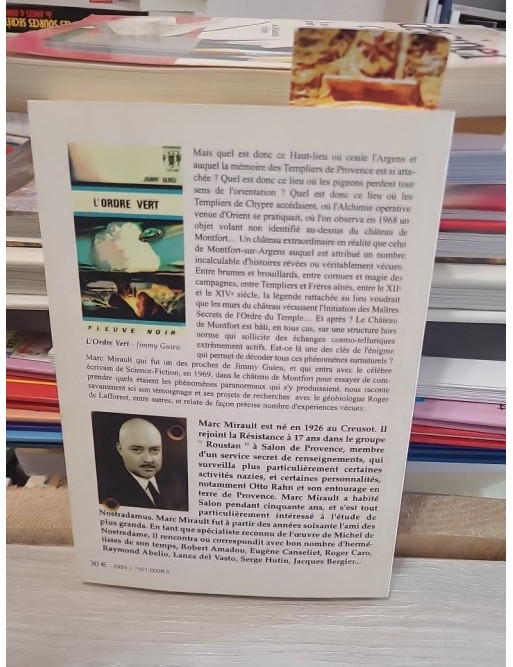 JIMMY GUIEU
L'ORDRE VERT
FLEUVE NOIR
L'Ordre Vert - Jimmy Guieu
Mais quel est donc ce Haut-lieu où coule l'Argens et
auquel la mémoire des Templiers de Provence est si atta-
chée ? Quel est donc ce lieu où les pigeons perdent tout
sens de l'orientation ? Quel est donc ce lieu où les
Templiers de Chypre accédaient, où l'Alchimie opérative
venue d'Orient se pratiquait, où l'on observa en 1968 un
objet volant non identifié au-dessus du château de
Montfort... Un château extraordinaire en réalité que celui
de Montfort-sur-Argens auquel est attribué un nombre
incalculable d'histoires rêvées ou véritablement vécues.
Entre brumes et brouillards, entre cornues et magie des
campagnes, entre Templiers et Frères aînés, entre le XIIe
et le XIVe siècle, la légende rattachée au lieu voudrait
que les murs du château vécussent l'Initiation des Maîtres
Secrets de l'Ordre du Temple... Et après ? Le Château
de Montfort est bâti, en tous cas, sur une structure hors
norme qui sollicite des échanges cosmo-telluriques
extrêmement actifs. Est-ce là une des clés de l'énigme
qui permet de décoder tous ces phénomènes surnaturels ?
Marc Mirault qui fut un des proches de Jimmy Guieu, et qui entra avec le célèbre
écrivain de Science-Fiction, en 1969, dans le château de Montfort pour essayer de com-
prendre quels étaient les phénomènes paranormaux qui s'y produisaient, nous raconte
savamment ici son témoignage et ses projets de recherches avec le géobiologue Roger
de Lafforest, entre autres, et relate de façon précise nombre d'expériences vécues...
Marc Mirault est né en 1926 au Creusot. Il
rejoint la Résistance à 17 ans dans le groupe
" Roustan " à Salon de Provence, membre
d'un service secret de renseignements, qui
surveilla plus particulièrement certaines
activités nazies, et certaines personnalités,
notamment Otto Rahn et son entourage en
terre de Provence. Marc Mirault a habité
Salon pendant cinquante ans, et s'est tout
particulièrement intéressé à l'étude de
Nostradamus. Marc Mirault fut à partir des années soixante l'ami des
plus grands. En tant que spécialiste reconnu de l'œuvre de Michel de
Nostredame, il rencontra ou correspondit avec bon nombre d'hermé-
tistes de son temps, Robert Amadou, Eugène Canseliet, Roger Caro,
Raymond Abelio, Lanza del Vasto, Serge Hutin, Jacques Bergier...
30 € - ISBN